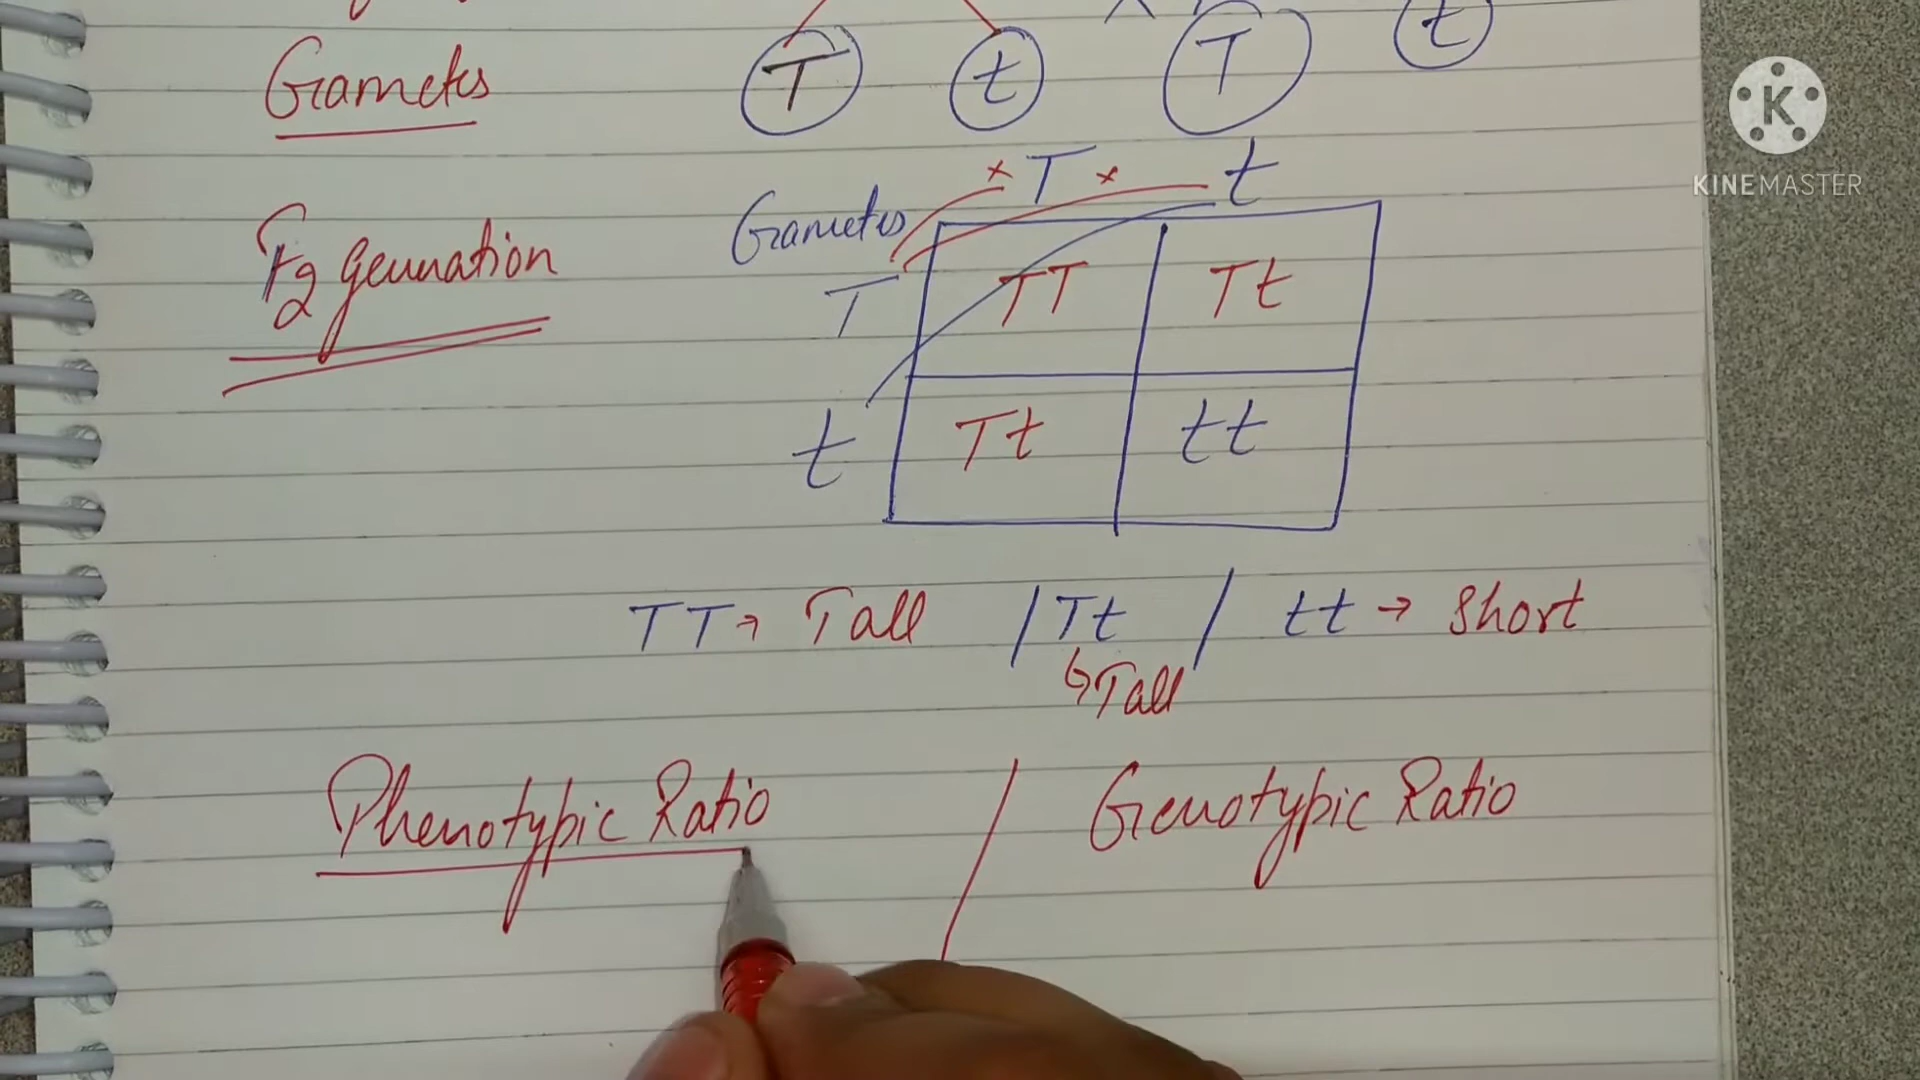 Gametes T t T t
K
KINEMASTER
T t
Gametes
F2 generation
T TT Tt
t Tt tt
TT → Tall / Tt / tt → Short
↳ Tall
Phenotypic Ratio / Genotypic Ratio